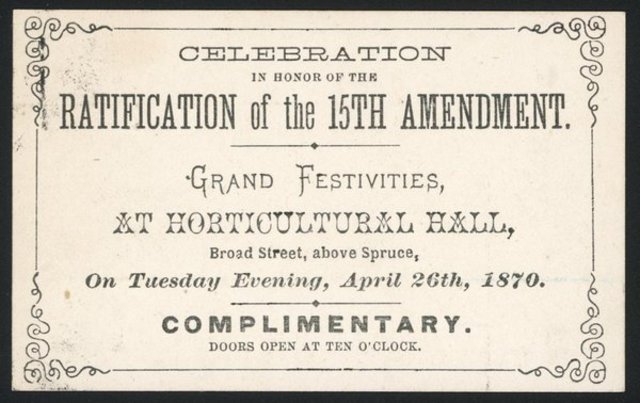 CELEBRATION
IN HONOR OF THE
RATIFICATION of the 15TH AMENDMENT.
GRAND FESTIVITIES,
AT HORTICULTURAL HALL,
Broad Street, above Spruce,
On Tuesday Evening, April 26th, 1870.
COMPLIMENTARY.
DOORS OPEN AT TEN O'CLOCK.